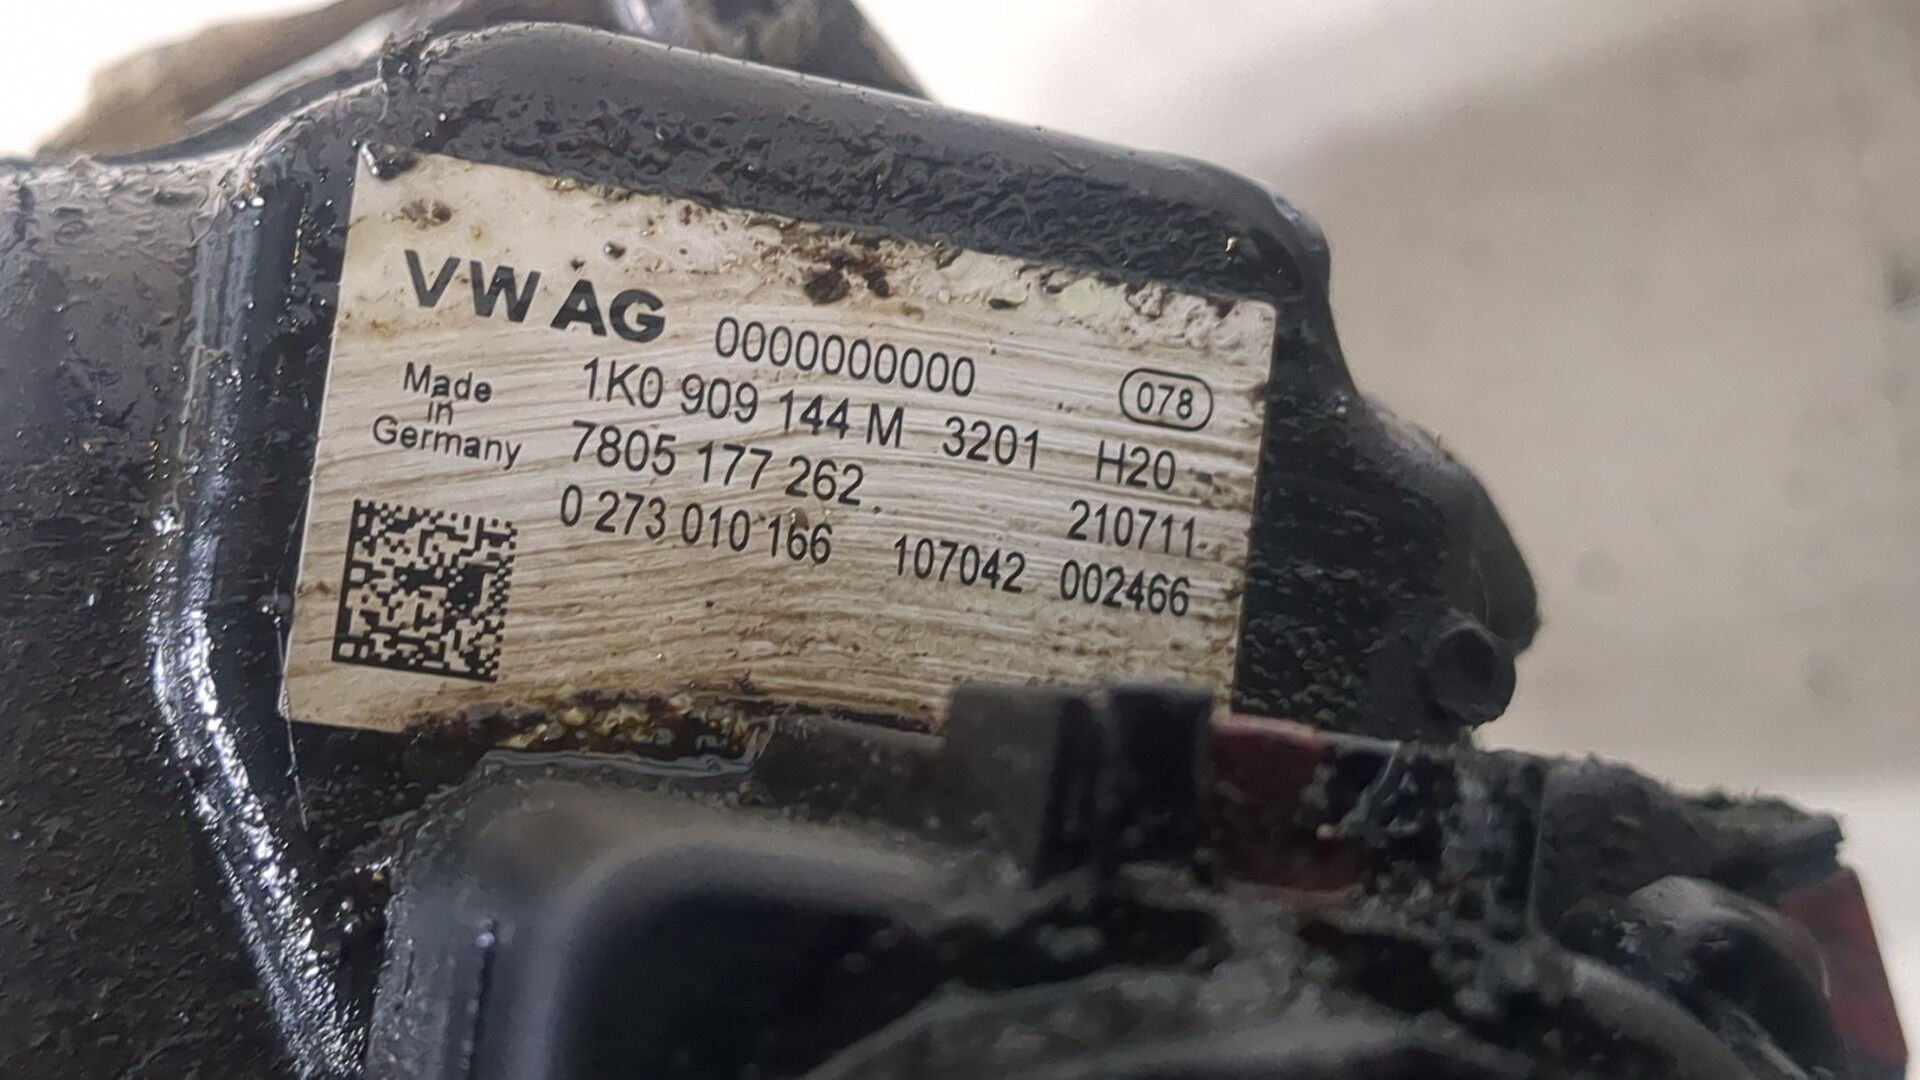 VW AG 0000000000 078
Made in Germany
1K0 909 144 M 3201 H20
7805 177 262 210711
0 273 010 166 107042 002466